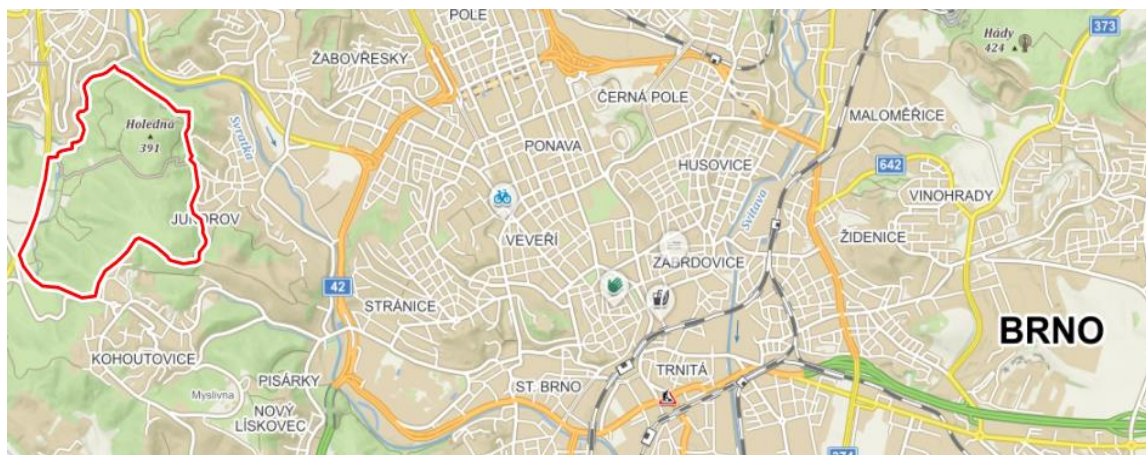 POLE
ŽABOVŘESKY
Hády
424
373
ČERNÁ POLE
Holedná
391
Svratka
PONAVA
MALOMĚŘICE
HUSOVICE
642
VINOHRADY
Svitava
JUNDROV
VEVEŘÍ
ŽIDENICE
ZÁBRDOVICE
42
STRÁNICE
BRNO
KOHOUTOVICE
TRNITÁ
PISÁRKY
ST. BRNO
Myslivna
NOVÝ
LÍSKOVEC
374